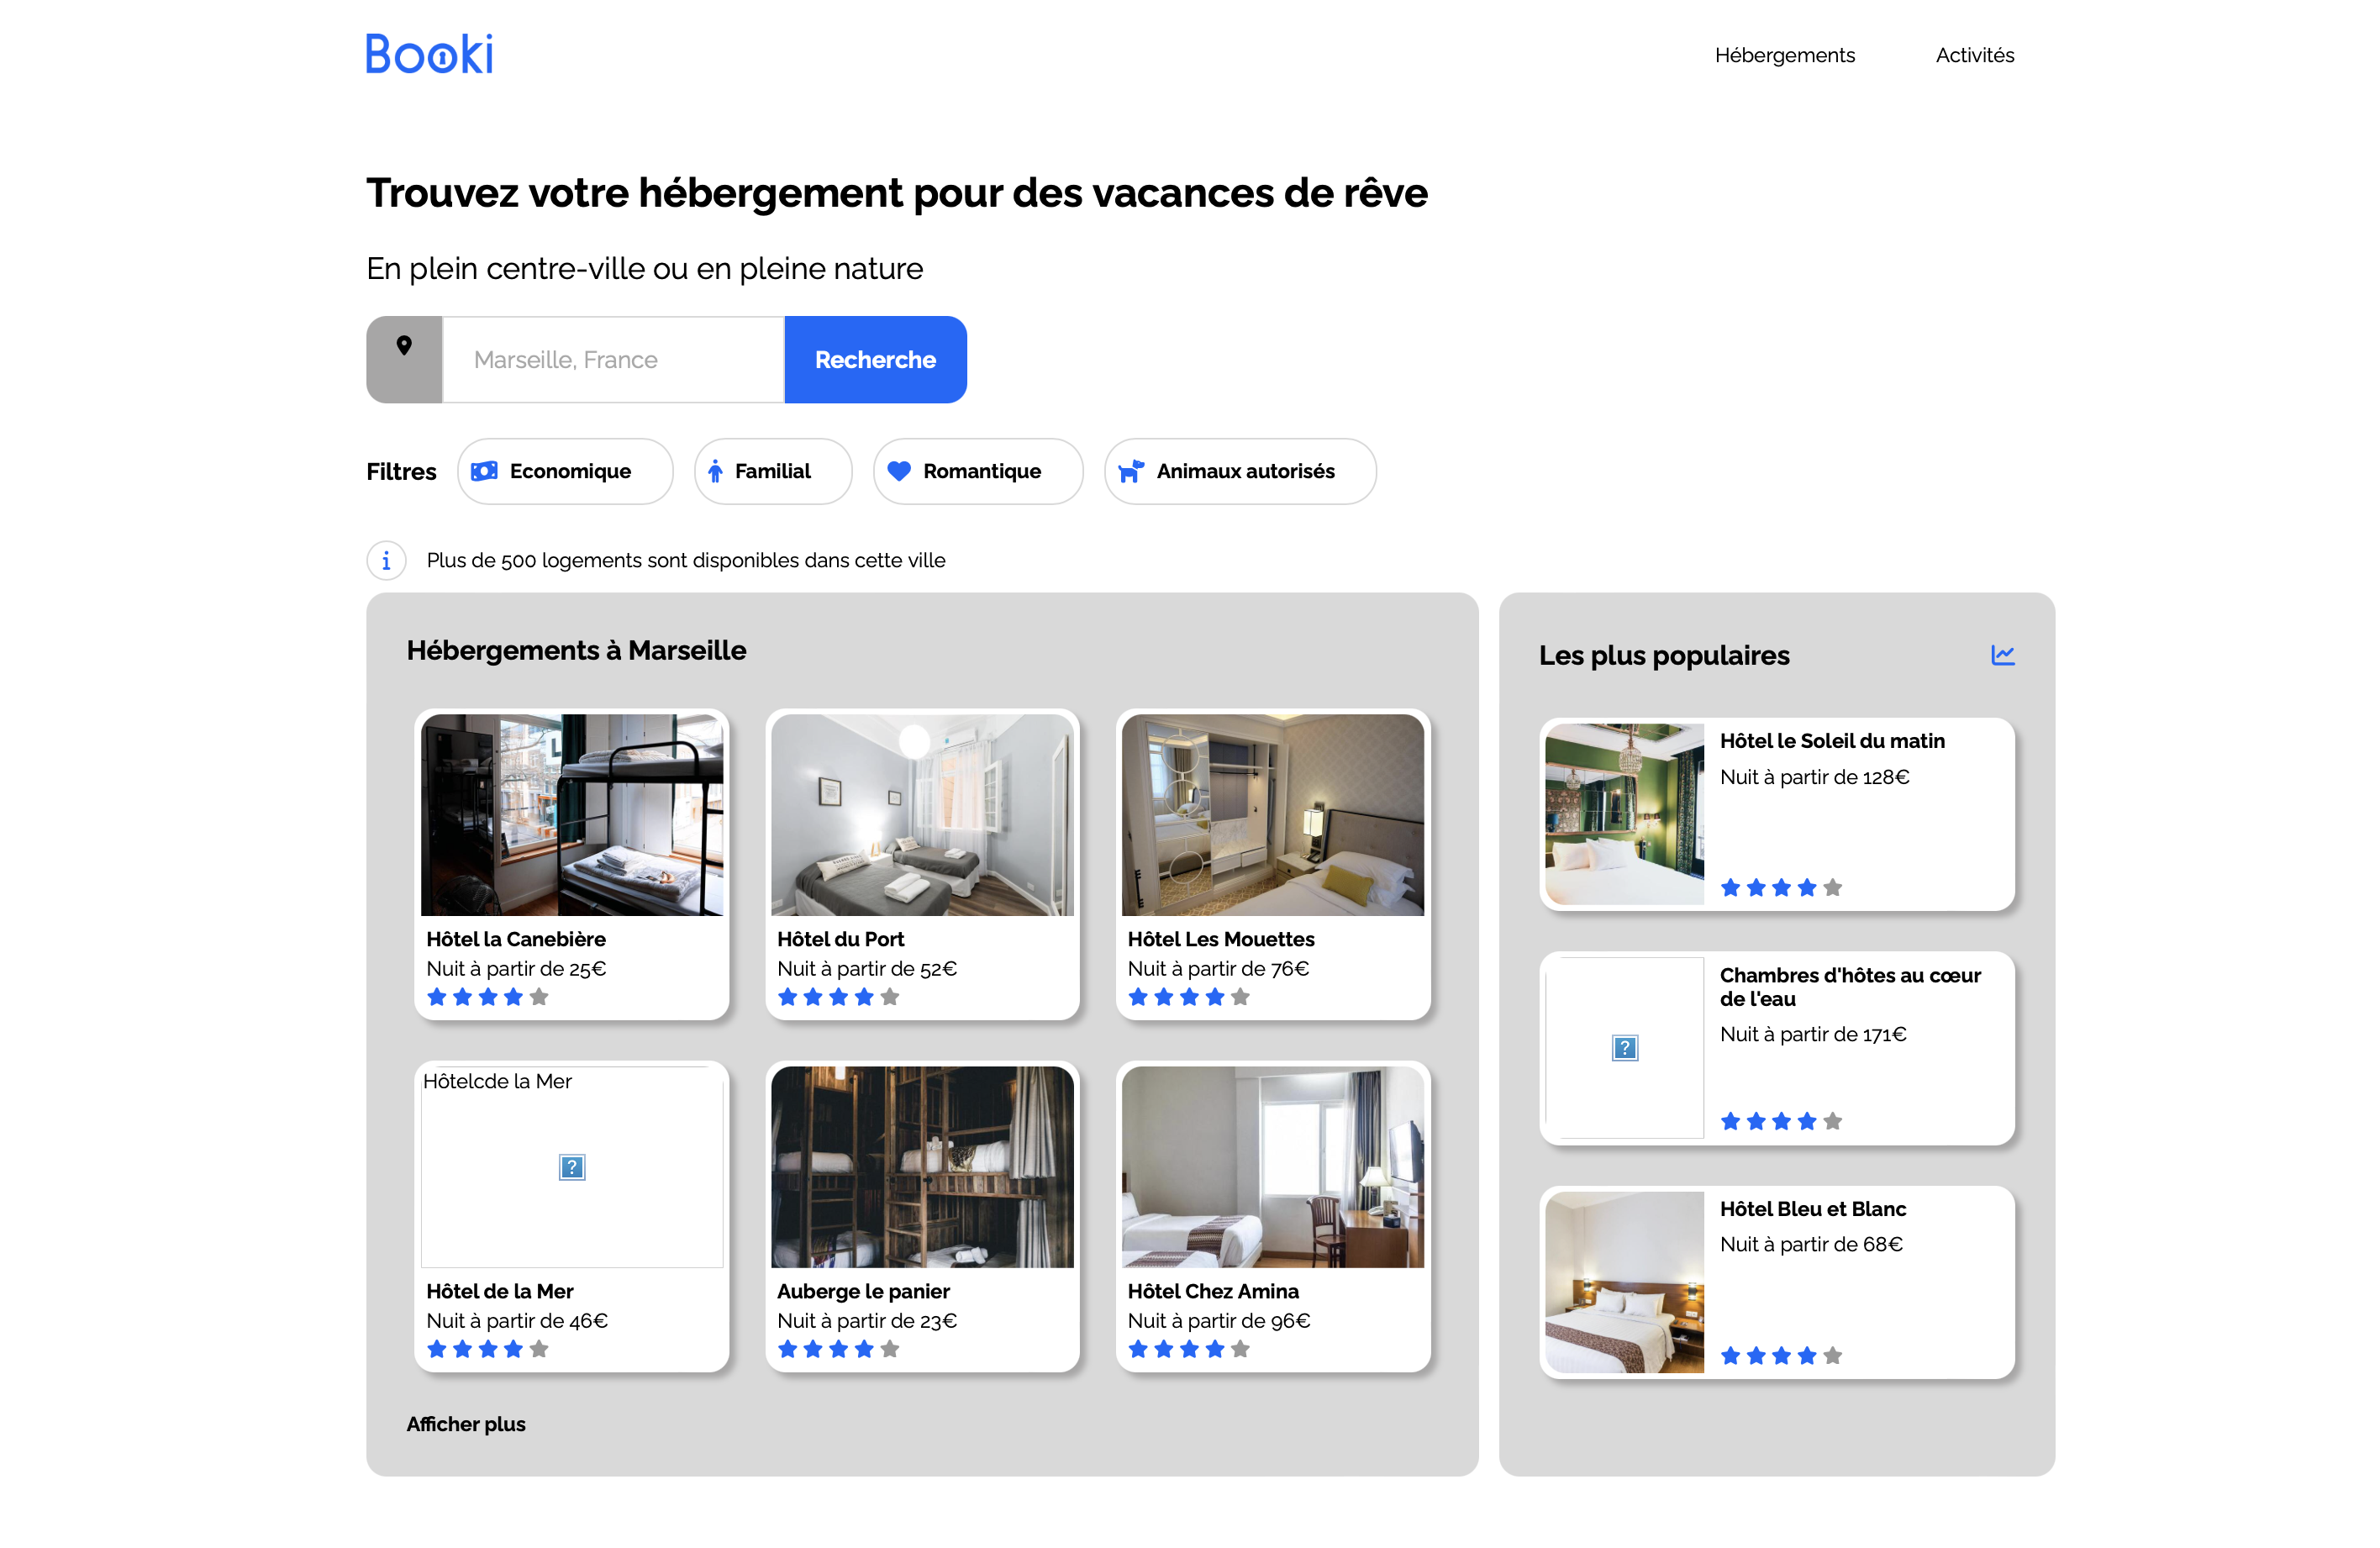 Booki
Hébergements
Activités
Trouvez votre hébergement pour des vacances de rêve
En plein centre-ville ou en pleine nature
Marseille, France
Recherche
Filtres
Economique
Familial
Romantique
Animaux autorisés
Plus de 500 logements sont disponibles dans cette ville
Hébergements à Marseille
Hôtel la Canebière
Nuit à partir de 25€
Hôtel du Port
Nuit à partir de 52€
Hôtel Les Mouettes
Nuit à partir de 76€
Hôtelcde la Mer
Hôtel de la Mer
Nuit à partir de 46€
Auberge le panier
Nuit à partir de 23€
Hôtel Chez Amina
Nuit à partir de 96€
Afficher plus
Les plus populaires
Hôtel le Soleil du matin
Nuit à partir de 128€
Chambres d'hôtes au cœur
de l'eau
Nuit à partir de 171€
Hôtel Bleu et Blanc
Nuit à partir de 68€